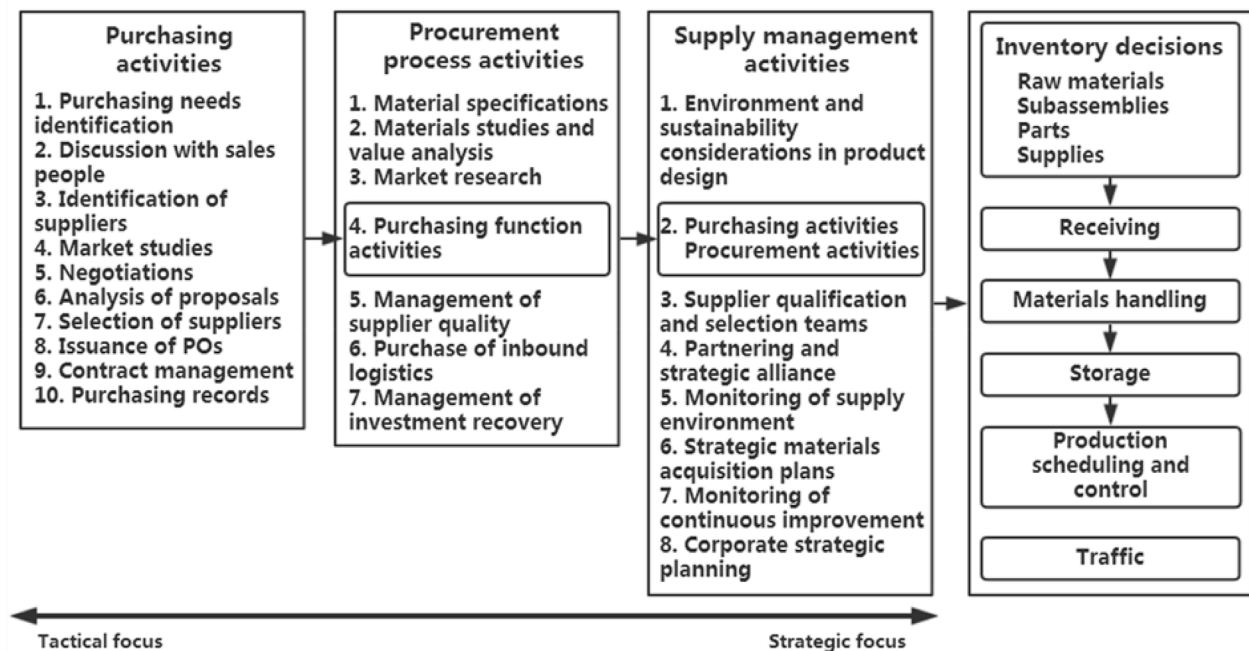 Purchasing
activities
1. Purchasing needs
identification
2. Discussion with sales
people
3. Identification of
suppliers
4. Market studies
5. Negotiations
6. Analysis of proposals
7. Selection of suppliers
8. Issuance of POs
9. Contract management
10. Purchasing records
Procurement
process activities
1. Material specifications
2. Materials studies and
value analysis
3. Market research
4. Purchasing function
activities
5. Management of
supplier quality
6. Purchase of inbound
logistics
7. Management of
investment recovery
Supply management
activities
1. Environment and
sustainability
considerations in product
design
2. Purchasing activities
Procurement activities
3. Supplier qualification
and selection teams
4. Partnering and
strategic alliance
5. Monitoring of supply
environment
6. Strategic materials
acquisition plans
7. Monitoring of
continuous improvement
8. Corporate strategic
planning
Inventory decisions
Raw materials
Subassemblies
Parts
Supplies
Receiving
Materials handling
Storage
Production
scheduling and
control
Traffic
Tactical focus
Strategic focus